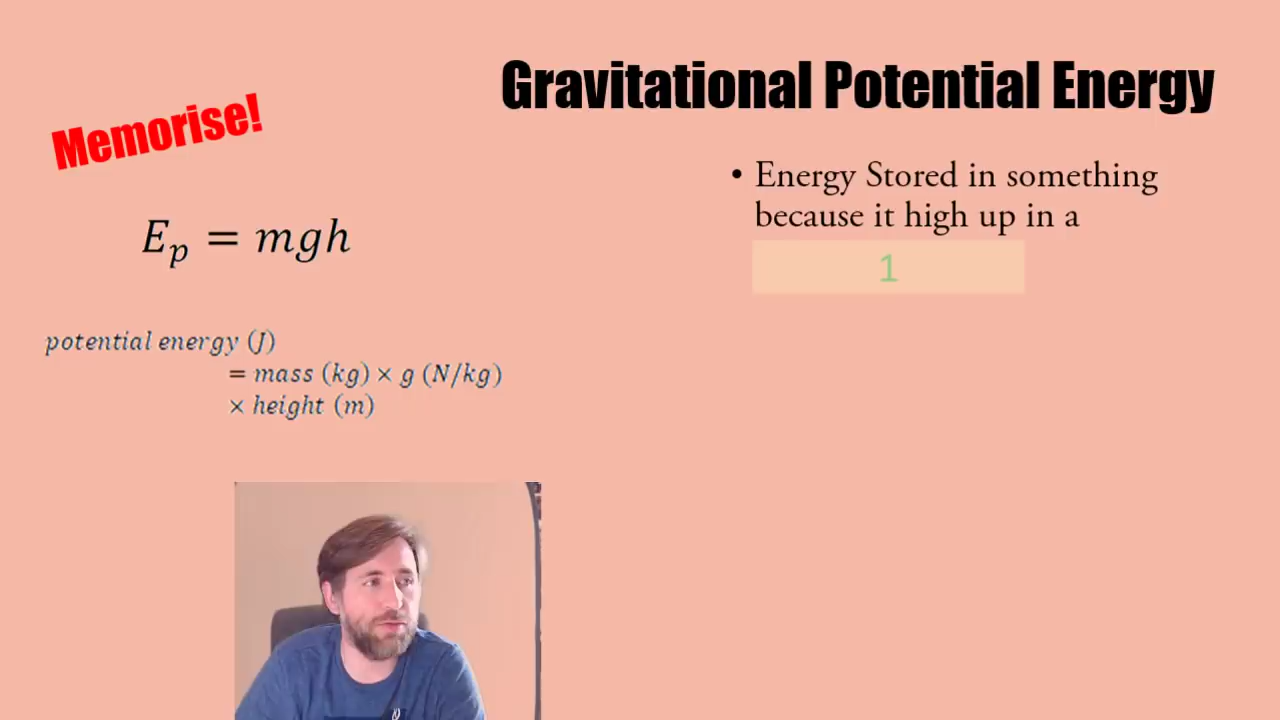 Gravitational Potential Energy
Memorise!
E_p = mgh
potential energy (J)
= mass (kg) × g (N/kg)
× height (m)
• Energy Stored in something
because it high up in a
1